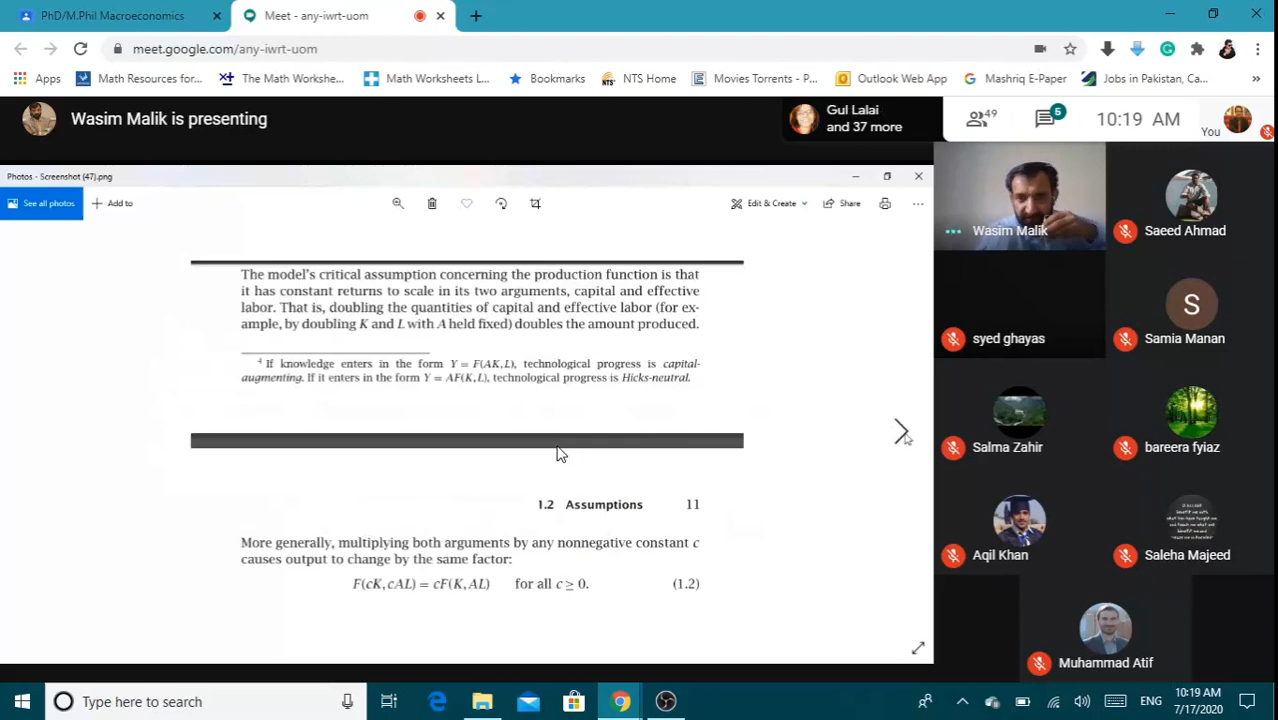 PhD/M.Phil Macroeconomics
Meet - any-iwrt-uom
meet.google.com/any-iwrt-uom
Apps
Math Resources for...
The Math Workshe...
Math Worksheets L...
Bookmarks
NTS Home
Movies Torrents - P...
Outlook Web App
Mashriq E-Paper
Jobs in Pakistan, Ca...
Wasim Malik is presenting
Gul Lalai
and 37 more
49
5
10:19 AM
You
Photos - Screenshot (47).png
See all photos
Add to
Edit & Create
Share
The model's critical assumption concerning the production function is that
it has constant returns to scale in its two arguments, capital and effective
labor. That is, doubling the quantities of capital and effective labor (for ex-
ample, by doubling K and L with A held fixed) doubles the amount produced.
4 If knowledge enters in the form Y = F(AK, L), technological progress is capital-
augmenting. If it enters in the form Y = AF(K, L), technological progress is Hicks-neutral.
1.2 Assumptions 11
More generally, multiplying both arguments by any nonnegative constant c
causes output to change by the same factor:
F(cK, cAL) = cF(K, AL) for all c ≥ 0. (1.2)
Wasim Malik
Saeed Ahmad
syed ghayas
S
Samia Manan
Salma Zahir
bareera fyiaz
Aqil Khan
Saleha Majeed
Muhammad Atif
Type here to search
ENG
10:19 AM
7/17/2020